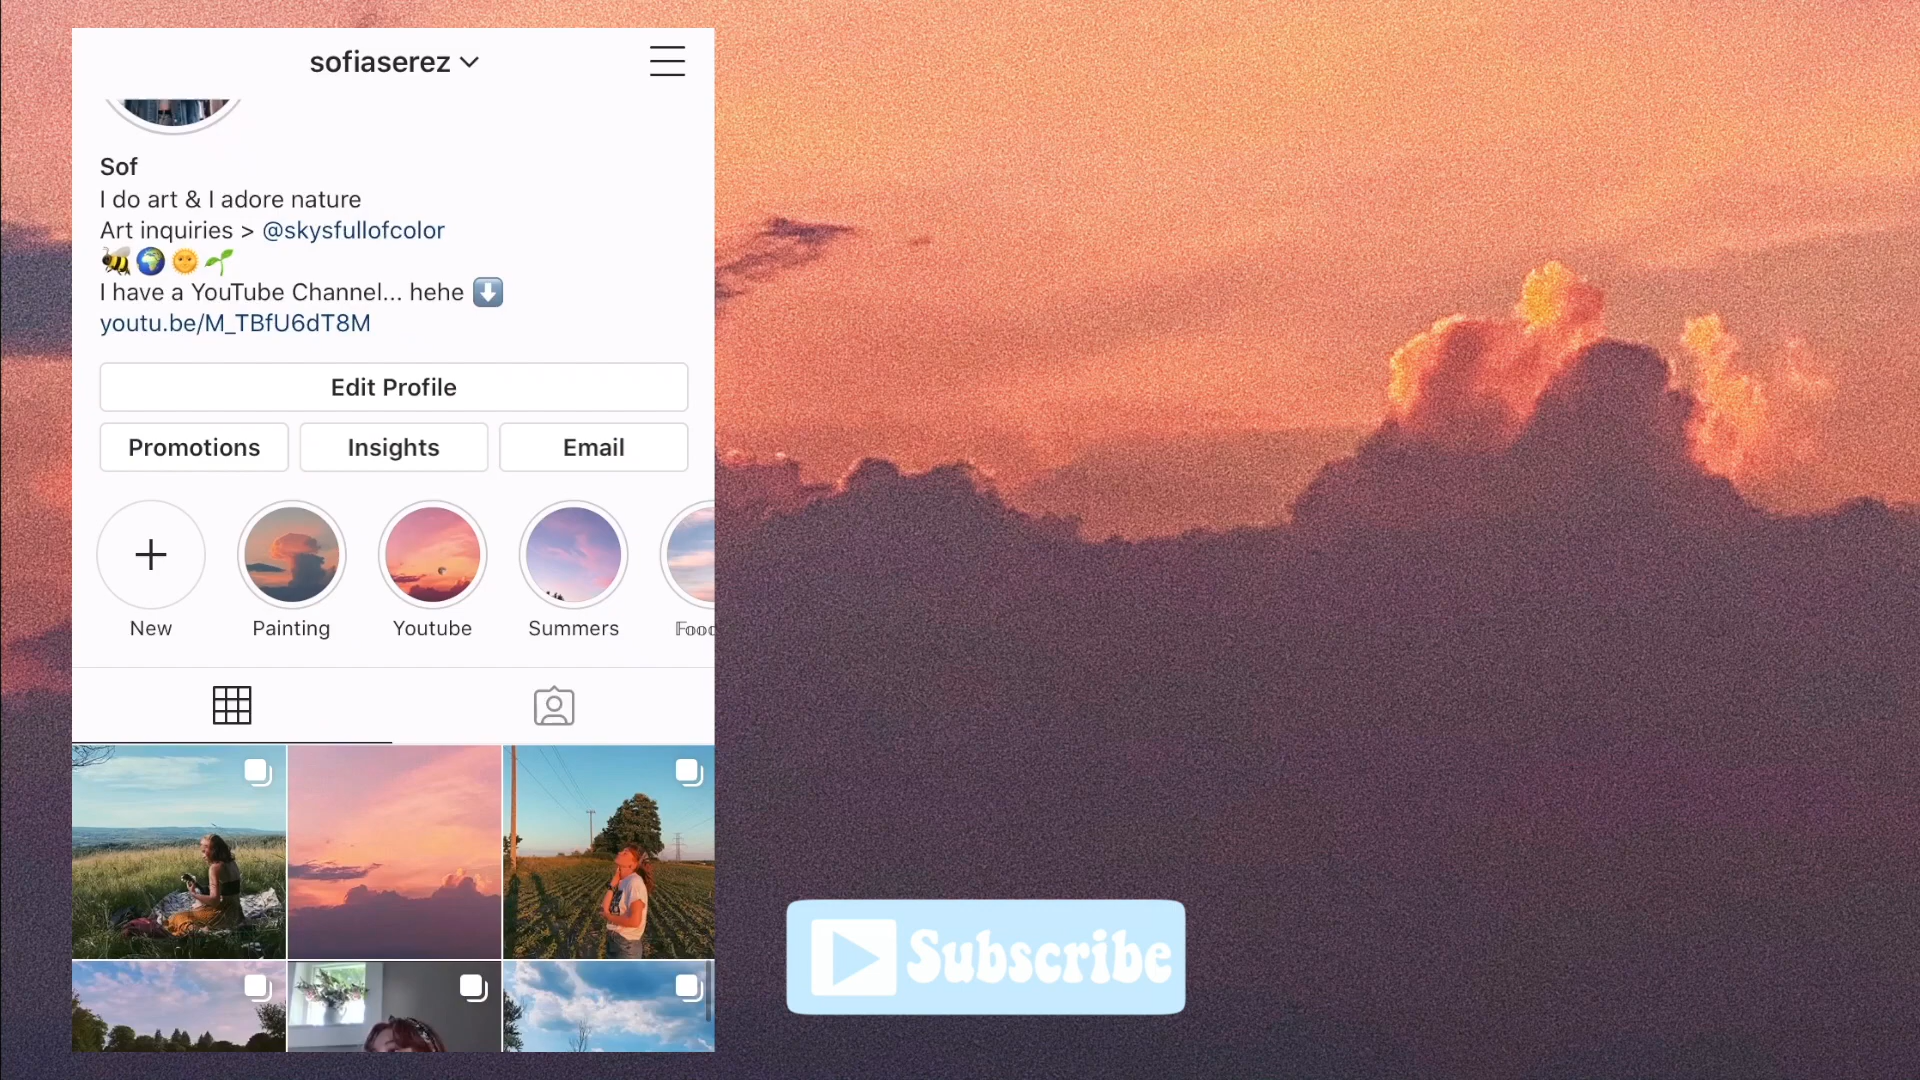 sofiaserez
Sof
I do art & I adore nature
Art inquiries > @skysfullofcolor
🐝🌍🌞🌱
I have a YouTube Channel... hehe ⬇️
youtu.be/M_TBfU6dT8M
Edit Profile
Promotions Insights Email
New Painting Youtube Summers 𝔽𝕠𝕠𝕕
Subscribe